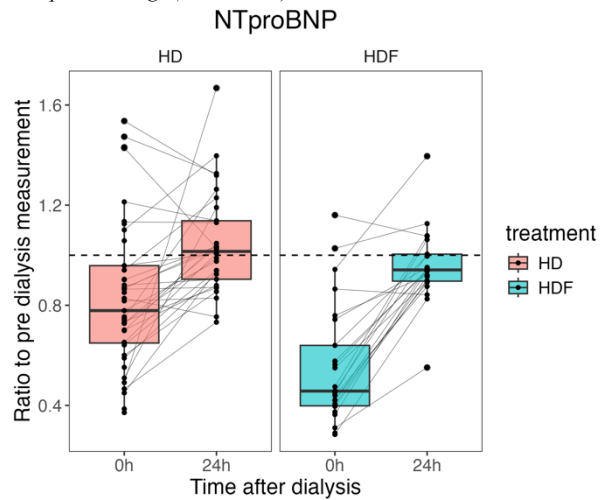 NTproBNP
HD
HDF
Ratio to pre dialysis measurement
1.6
1.2
0.8
0.4
0h
24h
0h
24h
Time after dialysis
treatment
HD
HDF